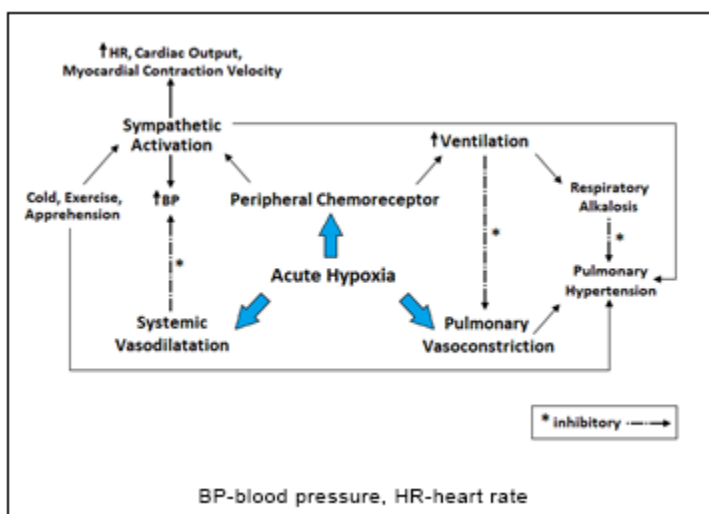 ↑HR, Cardiac Output,
Myocardial Contraction Velocity
Sympathetic
Activation
↑Ventilation
Cold, Exercise,
Apprehension
↑BP
Peripheral Chemoreceptor
Respiratory
Alkalosis
*
*
*
Acute Hypoxia
Pulmonary
Hypertension
Systemic
Vasodilatation
Pulmonary
Vasoconstriction
* inhibitory
BP-blood pressure, HR-heart rate